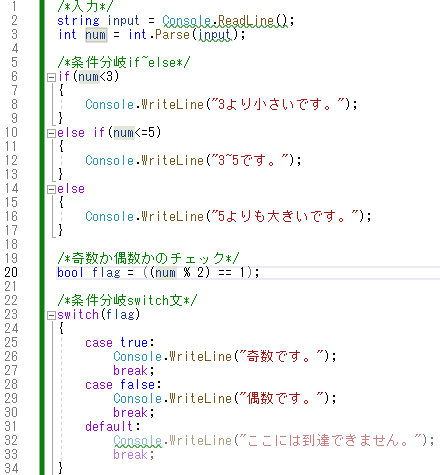 1 /*入力*/
2 string input = Console.ReadLine();
3 int num = int.Parse(input);
4
5 /*条件分岐if~else*/
6 if(num<3)
7 {
8 Console.WriteLine("3より小さいです。");
9 }
10 else if(num<=5)
11 {
12 Console.WriteLine("3~5です。");
13 }
14 else
15 {
16 Console.WriteLine("5よりも大きいです。");
17 }
18
19 /*奇数か偶数かのチェック*/
20 bool flag = ((num % 2) == 1);
21
22 /*条件分岐switch文*/
23 switch(flag)
24 {
25 case true:
26 Console.WriteLine("奇数です。");
27 break;
28 case false:
29 Console.WriteLine("偶数です。");
30 break;
31 default:
32 Console.WriteLine("ここには到達できません。");
33 break;
34 }